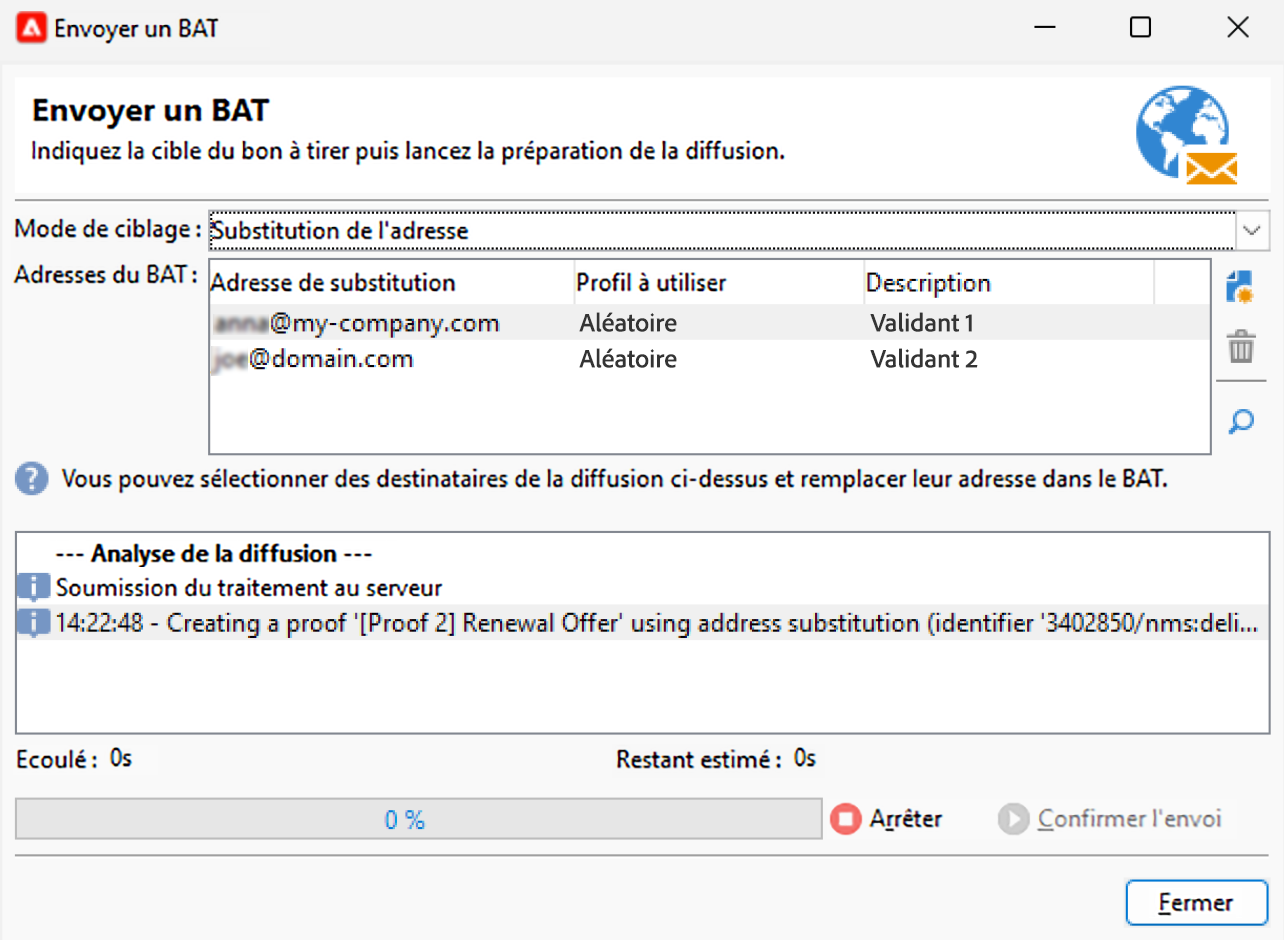 Envoyer un BAT
Envoyer un BAT
Indiquez la cible du bon à tirer puis lancez la préparation de la diffusion.
Mode de ciblage : Substitution de l'adresse
Adresses du BAT : Adresse de substitution Profil à utiliser Description
@my-company.com Aléatoire Validant 1
@domain.com Aléatoire Validant 2
? Vous pouvez sélectionner des destinataires de la diffusion ci-dessus et remplacer leur adresse dans le BAT.
--- Analyse de la diffusion ---
i Soumission du traitement au serveur
i 14:22:48 - Creating a proof '[Proof 2] Renewal Offer' using address substitution (identifier '3402850/nms:deli...
Ecoulé : 0s Restant estimé : 0s
0 % Arrêter Confirmer l'envoi
Fermer